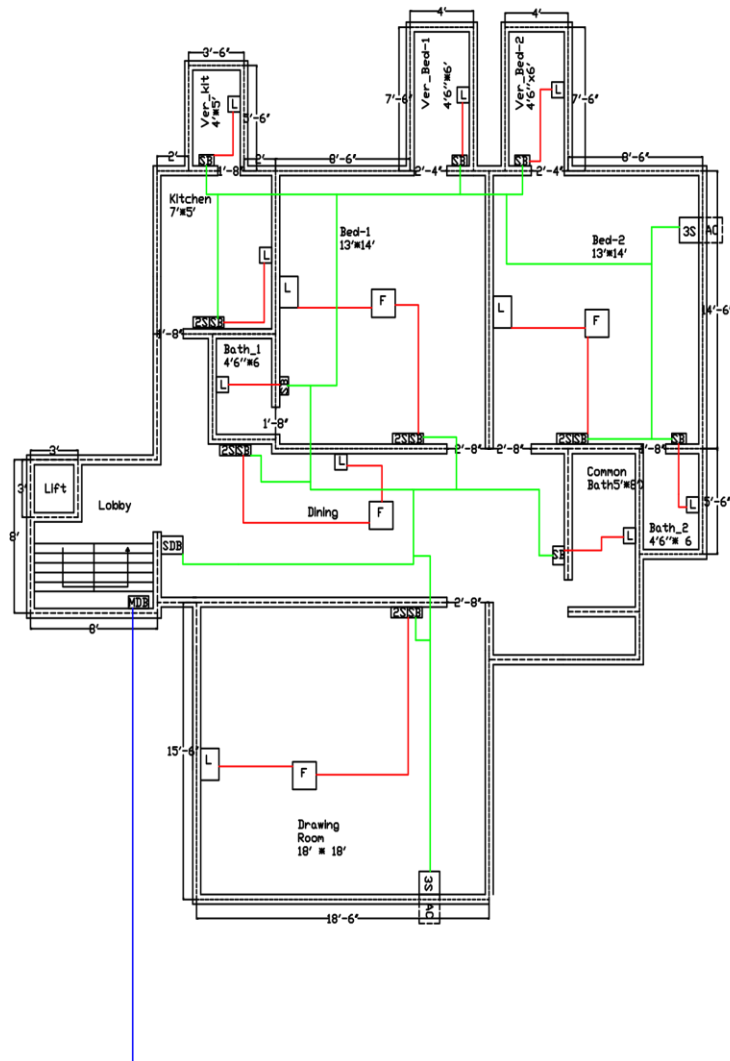 4'
4'
3'-6"
Ver_kit
4'*5'
L
5'-6"
7'-6"
Ver_Bed-1
4'6"*6'
L
Ver_Bed-2
4'6"x6'
L
7'-6"
2'
SB
1'-8"
2'
8'-6"
SB
2'-4"
SB
2'-4"
8'-6"
Kitchen
7'*5'
L
Bed-1
13'*14'
Bed-2
13'*14'
3S
AC
L
F
L
F
14'-6"
2S
SB
4'-8"
Bath_1
4'6"*6
L
SB
1'-8"
2S
SB
2'-8"
2'-8"
2S
SB
SB
2S
SB
L
Common
L
5'-6"
Bath_2
4'6"* 6
3'
3'
Lift
Lobby
8'
Dining
F
SDB
SB
L
MDB
8'
2S
SB
2'-8"
15'-6"
L
F
Drawing
Room
18' * 18'
3S
AC
18'-6"